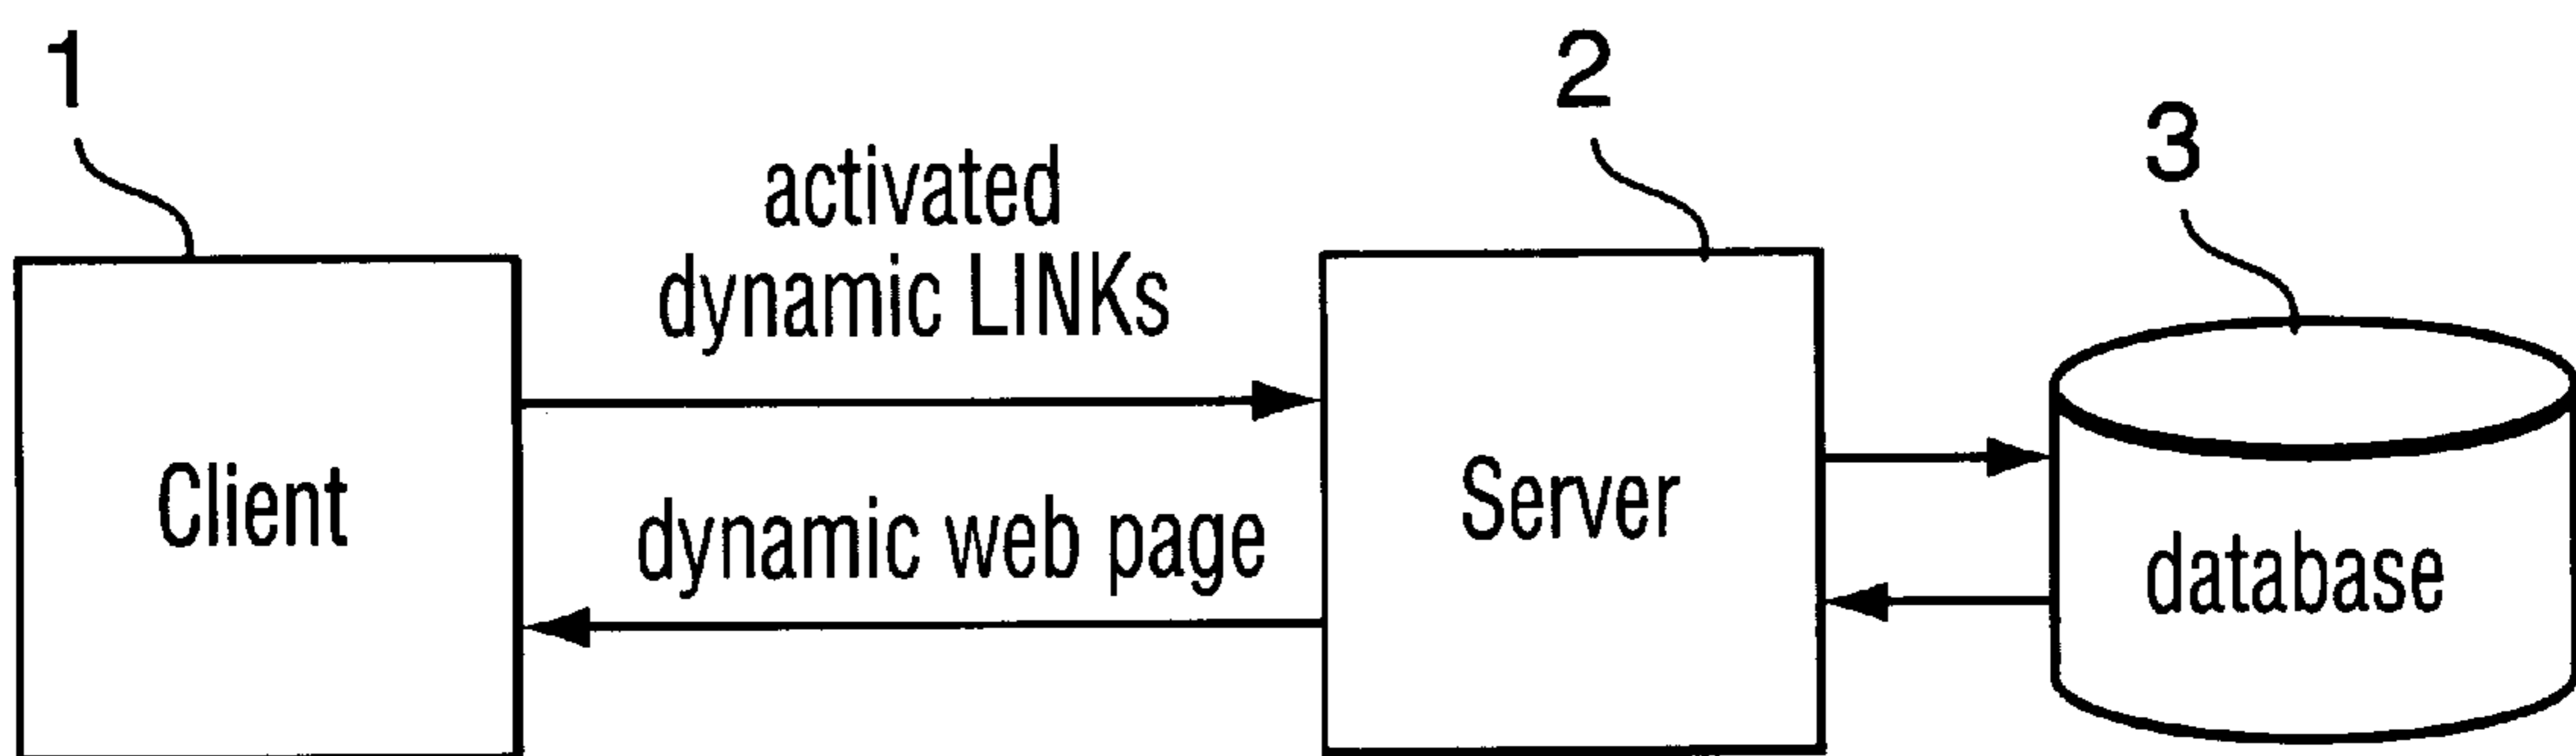 1
2
3
activated
dynamic LINKs
Client
dynamic web page
Server
database